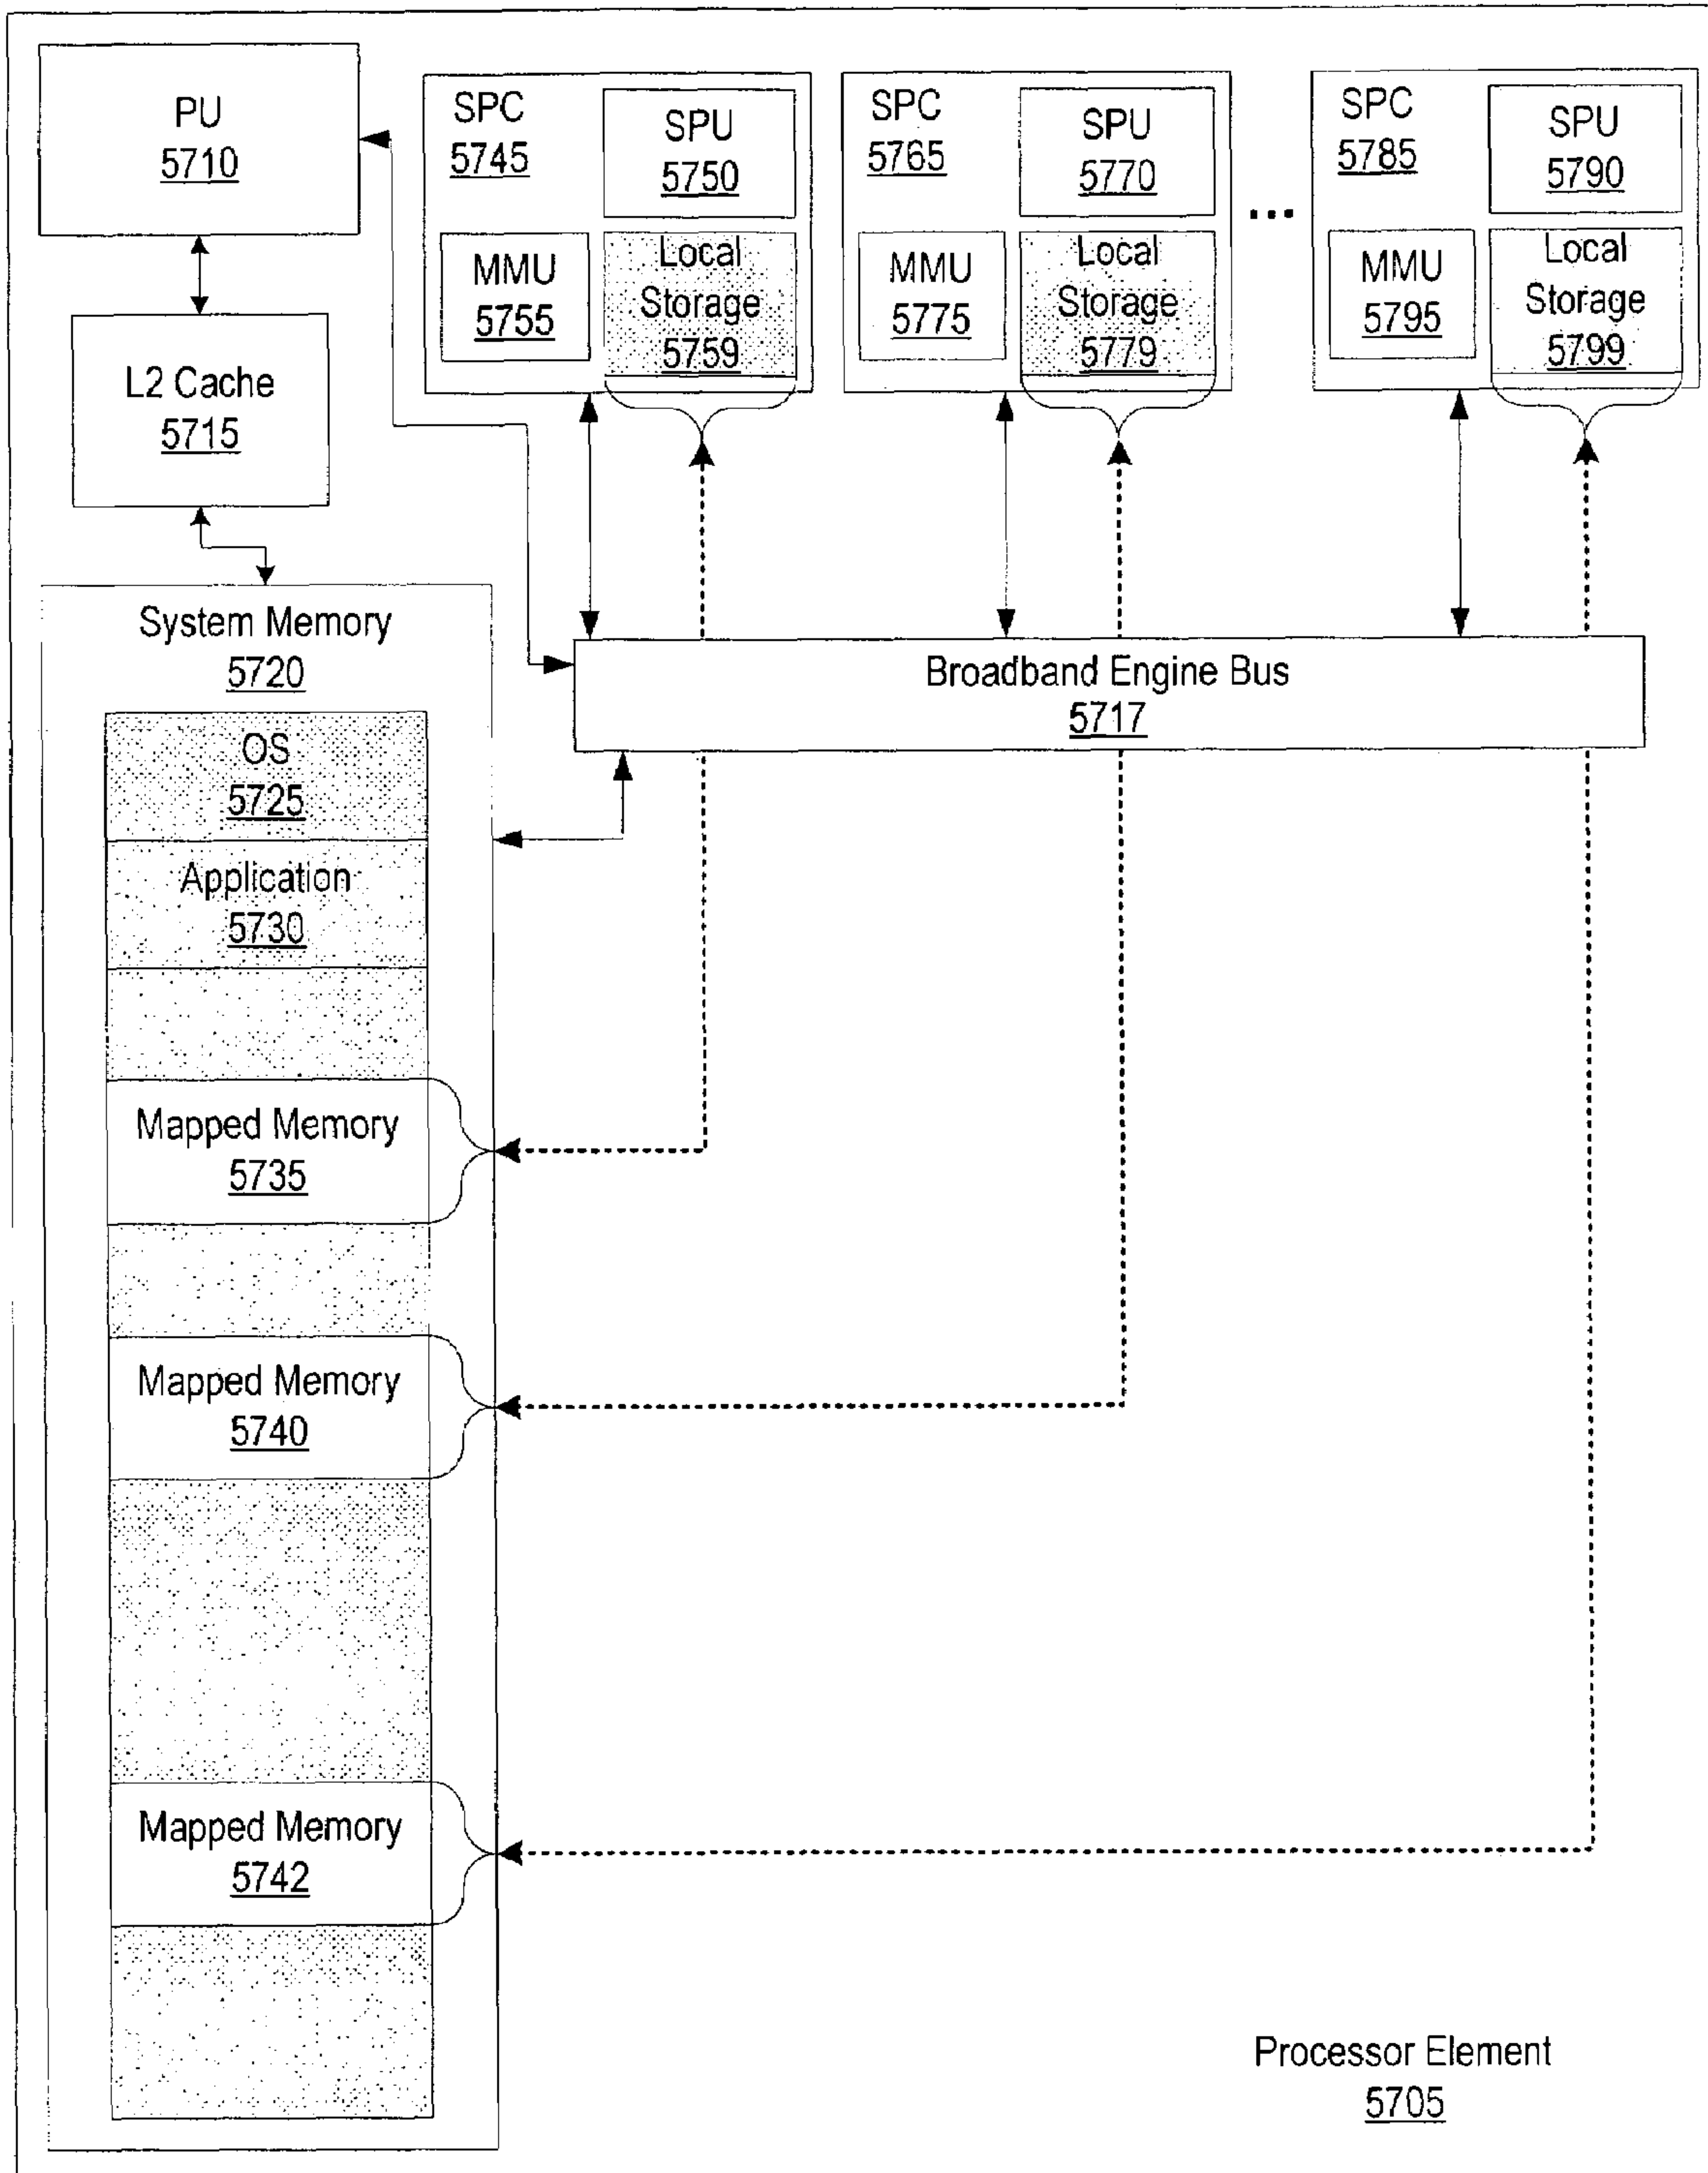 PU
5710
L2 Cache
5715
SPC
5745
SPU
5750
MMU
5755
Local
Storage
5759
SPC
5765
SPU
5770
MMU
5775
Local
Storage
5779
...
SPC
5785
SPU
5790
MMU
5795
Local
Storage
5799
Broadband Engine Bus
5717
System Memory
5720
OS
5725
Application
5730
Mapped Memory
5735
Mapped Memory
5740
Mapped Memory
5742
Processor Element
5705